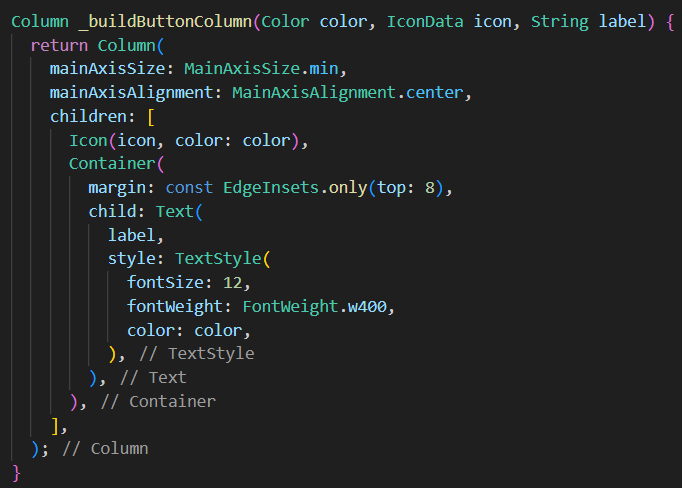 Column _buildButtonColumn(Color color, IconData icon, String label) {
  return Column(
    mainAxisSize: MainAxisSize.min,
    mainAxisAlignment: MainAxisAlignment.center,
    children: [
      Icon(icon, color: color),
      Container(
        margin: const EdgeInsets.only(top: 8),
        child: Text(
          label,
          style: TextStyle(
            fontSize: 12,
            fontWeight: FontWeight.w400,
            color: color,
          ), // TextStyle
        ), // Text
      ), // Container
    ],
  ); // Column
}